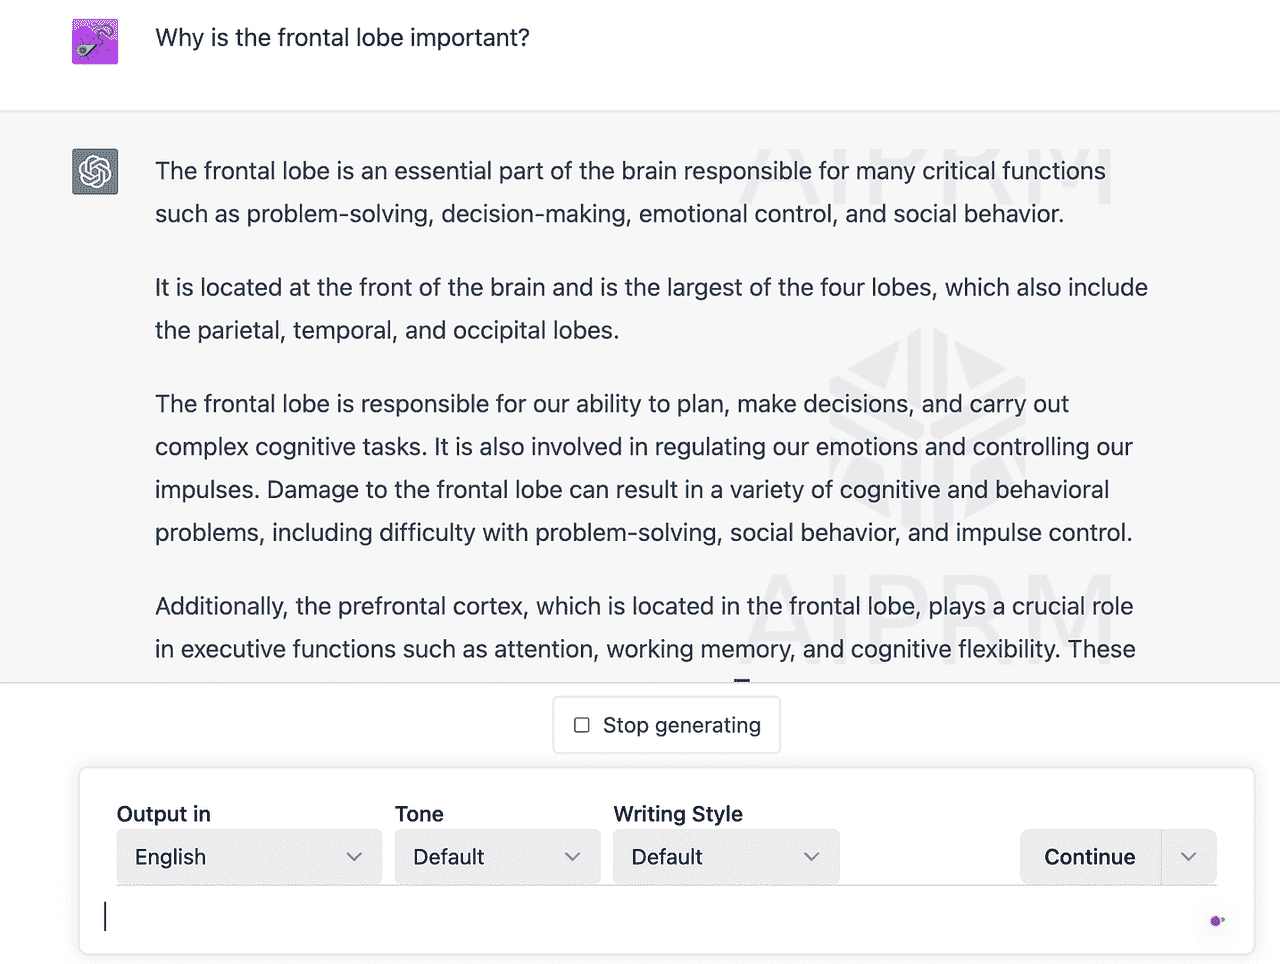 Why is the frontal lobe important?
AIPRM
The frontal lobe is an essential part of the brain responsible for many critical functions
such as problem-solving, decision-making, emotional control, and social behavior.
It is located at the front of the brain and is the largest of the four lobes, which also include
the parietal, temporal, and occipital lobes.
The frontal lobe is responsible for our ability to plan, make decisions, and carry out
complex cognitive tasks. It is also involved in regulating our emotions and controlling our
impulses. Damage to the frontal lobe can result in a variety of cognitive and behavioral
problems, including difficulty with problem-solving, social behavior, and impulse control.
AIPRM
Additionally, the prefrontal cortex, which is located in the frontal lobe, plays a crucial role
in executive functions such as attention, working memory, and cognitive flexibility. These
Stop generating
Output in Tone Writing Style
English Default Default Continue